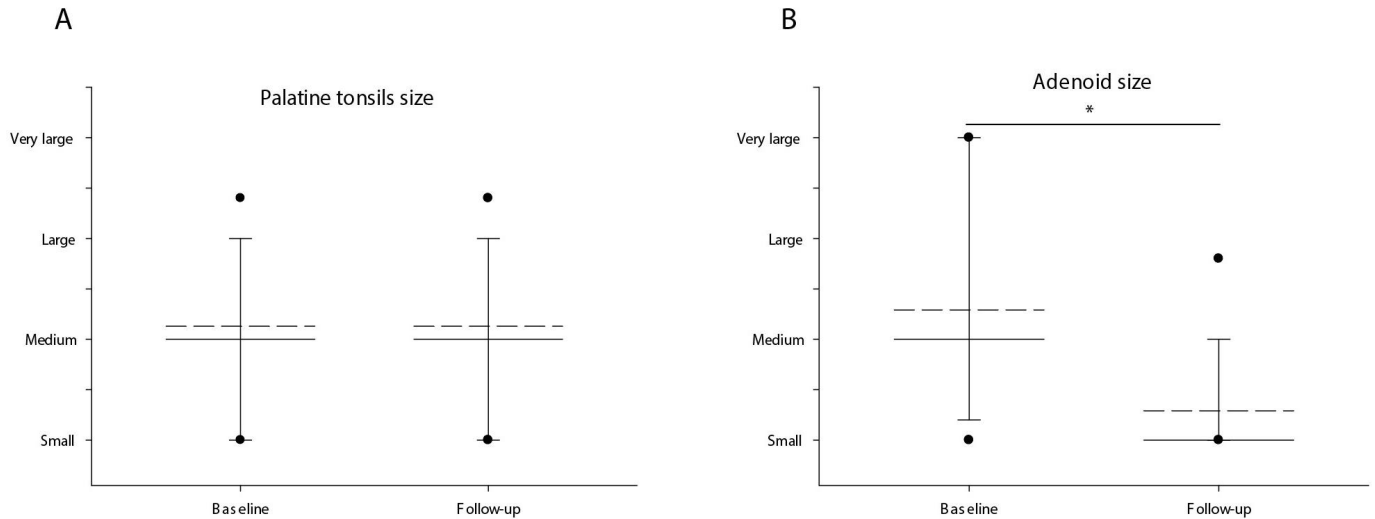 A
Palatine tonsils size
Very large
Large
Medium
Small
Baseline
Follow-up
B
Adenoid size
*
Very large
Large
Medium
Small
Baseline
Follow-up